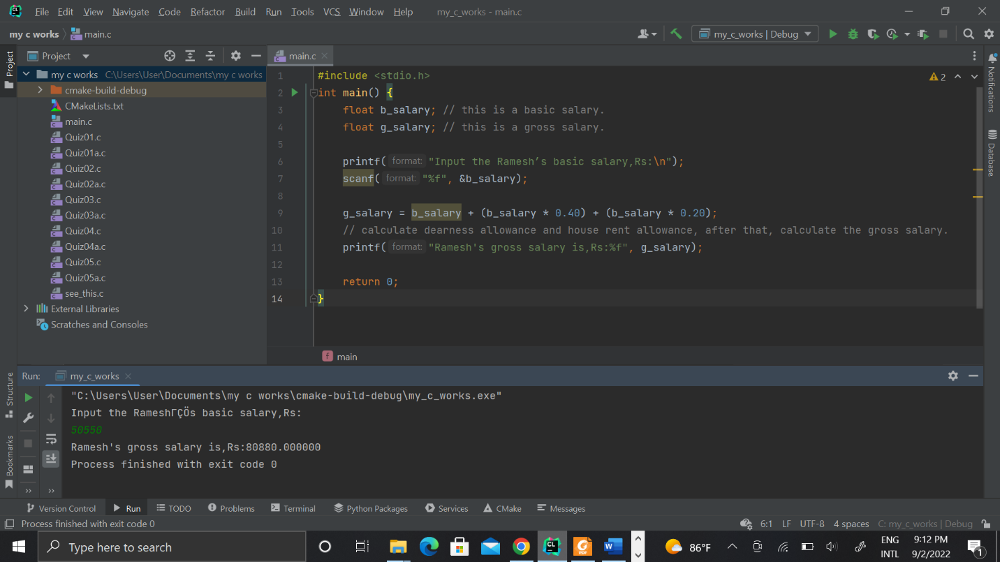 CL File Edit View Navigate Code Refactor Build Run Tools VCS Window Help my_c_works - main.c
my c works main.c my_c_works | Debug
Project main.c
my c works C:\Users\User\Documents\my c works
cmake-build-debug
CMakeLists.txt
main.c
Quiz01.c
Quiz01a.c
Quiz02.c
Quiz02a.c
Quiz03.c
Quiz03a.c
Quiz04.c
Quiz04a.c
Quiz05.c
Quiz05a.c
see_this.c
External Libraries
Scratches and Consoles
Project
Structure
Bookmarks
1 #include <stdio.h>
2 int main() {
3 float b_salary; // this is a basic salary.
4 float g_salary; // this is a gross salary.
5
6 printf( format: "Input the Ramesh’s basic salary,Rs:\n");
7 scanf( format: "%f", &b_salary);
8
9 g_salary = b_salary + (b_salary * 0.40) + (b_salary * 0.20);
10 // calculate dearness allowance and house rent allowance, after that, calculate the gross salary.
11 printf( format: "Ramesh's gross salary is,Rs:%f", g_salary);
12
13 return 0;
14 }
2
Notifications
Database
f main
Run: my_c_works
"C:\Users\User\Documents\my c works\cmake-build-debug\my_c_works.exe"
Input the RameshΓÇÖs basic salary,Rs:
50550
Ramesh's gross salary is,Rs:80880.000000
Process finished with exit code 0
Version Control Run TODO Problems Terminal Python Packages Services CMake Messages
Process finished with exit code 0 6:1 LF UTF-8 4 spaces C: my_c_works | Debug
Type here to search CL PDF W 86°F ENG 9:12 PM
INTL 9/2/2022 1